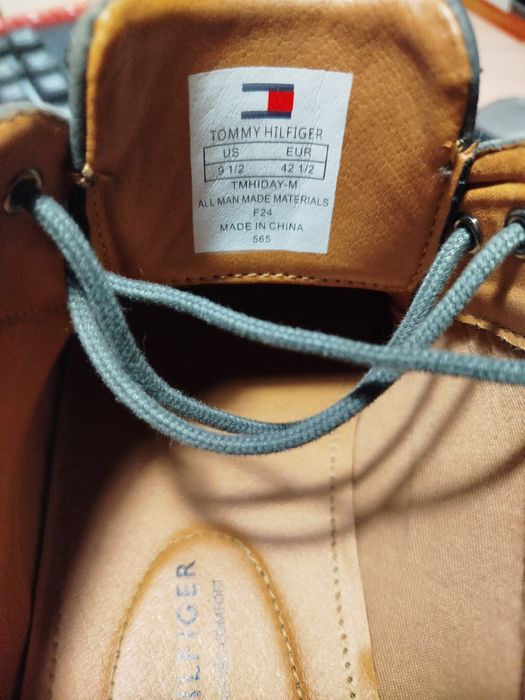 TOMMY HILFIGER
US EUR
9 1/2 42 1/2
TMHIDAY-M
ALL MAN MADE MATERIALS
F24
MADE IN CHINA
565
ILFIGER
COMFORT